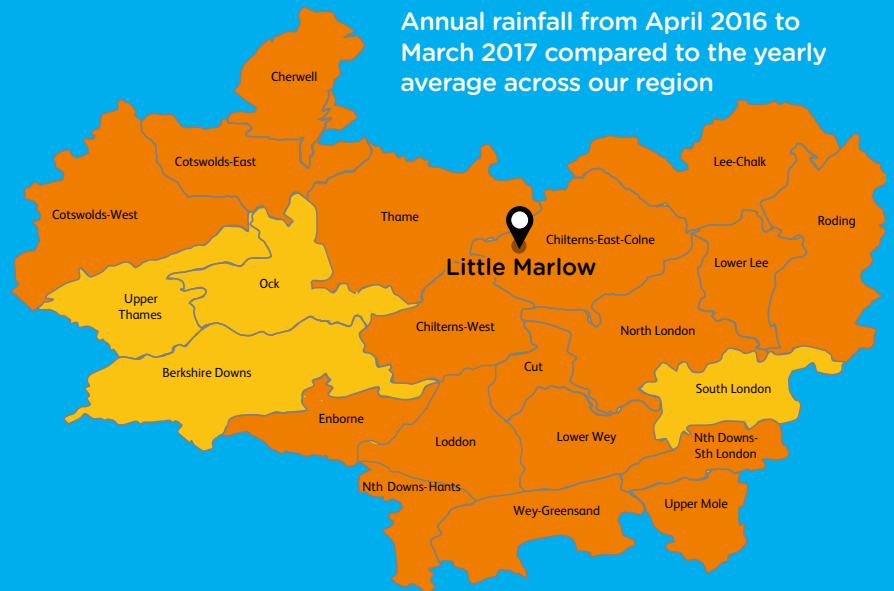 Annual rainfall from April 2016 to
March 2017 compared to the yearly
average across our region
Cherwell
Cotswolds-East
Lee-Chalk
Cotswolds-West
Thame
Roding
Chilterns-East-Colne
Little Marlow
Lower Lee
Ock
Upper
Thames
Chilterns-West
North London
Berkshire Downs
Cut
South London
Enborne
Loddon
Lower Wey
Nth Downs-
Sth London
Nth Downs-Hants
Wey-Greensand
Upper Mole